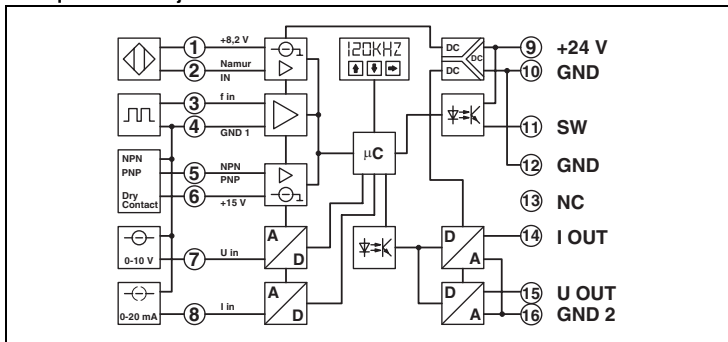 1 +8,2 V
2 Namur
IN
3 f in
4 GND 1
NPN
PNP
Dry
Contact
5 NPN
PNP
6 +15 V
0-10 V
7 U in
0-20 mA
8 I in
A
D
A
D
120KHZ
µC
DC
DC
DC
D
A
D
A
9 +24 V
10 GND
11 SW
12 GND
13 NC
14 I OUT
15 U OUT
16 GND 2